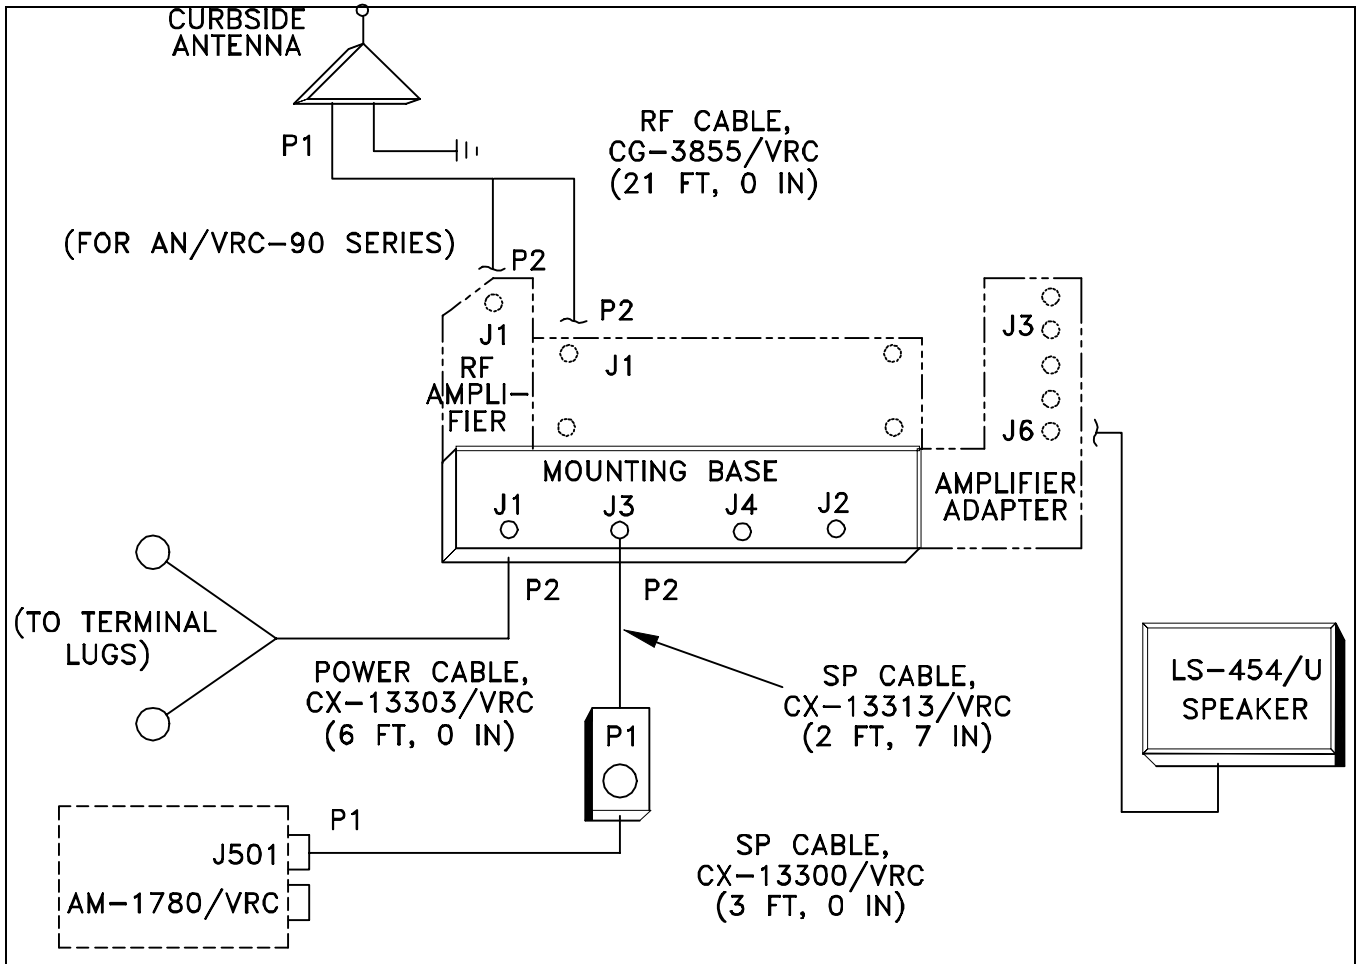 CURBSIDE
ANTENNA
P1
RF CABLE,
CG-3855/VRC
(21 FT, 0 IN)
(FOR AN/VRC-90 SERIES)
P2
P2
J1
J1
RF
AMPLI-
FIER
J3
J6
MOUNTING BASE
J1
J3
J4
J2
AMPLIFIER
ADAPTER
P2
P2
(TO TERMINAL
LUGS)
POWER CABLE,
CX-13303/VRC
(6 FT, 0 IN)
SP CABLE,
CX-13313/VRC
(2 FT, 7 IN)
LS-454/U
SPEAKER
P1
P1
J501
AM-1780/VRC
SP CABLE,
CX-13300/VRC
(3 FT, 0 IN)